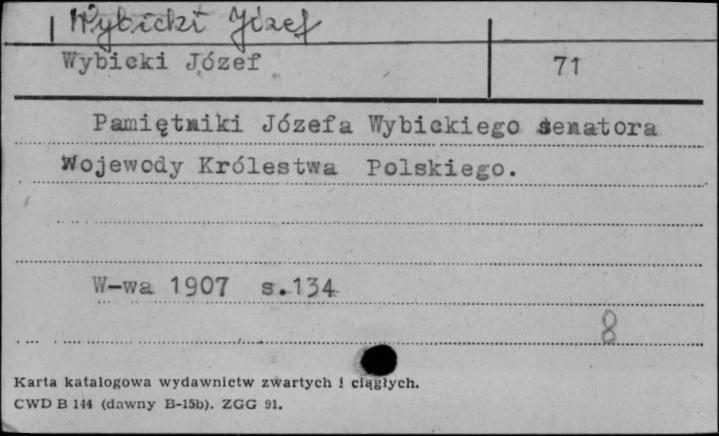 Wybicki Józef
Wybicki Józef 71
Pamiętniki Józefa Wybickiego senatora
Wojewody Królestwa Polskiego.
W-wa 1907 s.134
8
Karta katalogowa wydawnictw zwartych i ciągłych.
CWD B 144 (dawny B-15b). ZGG 91.